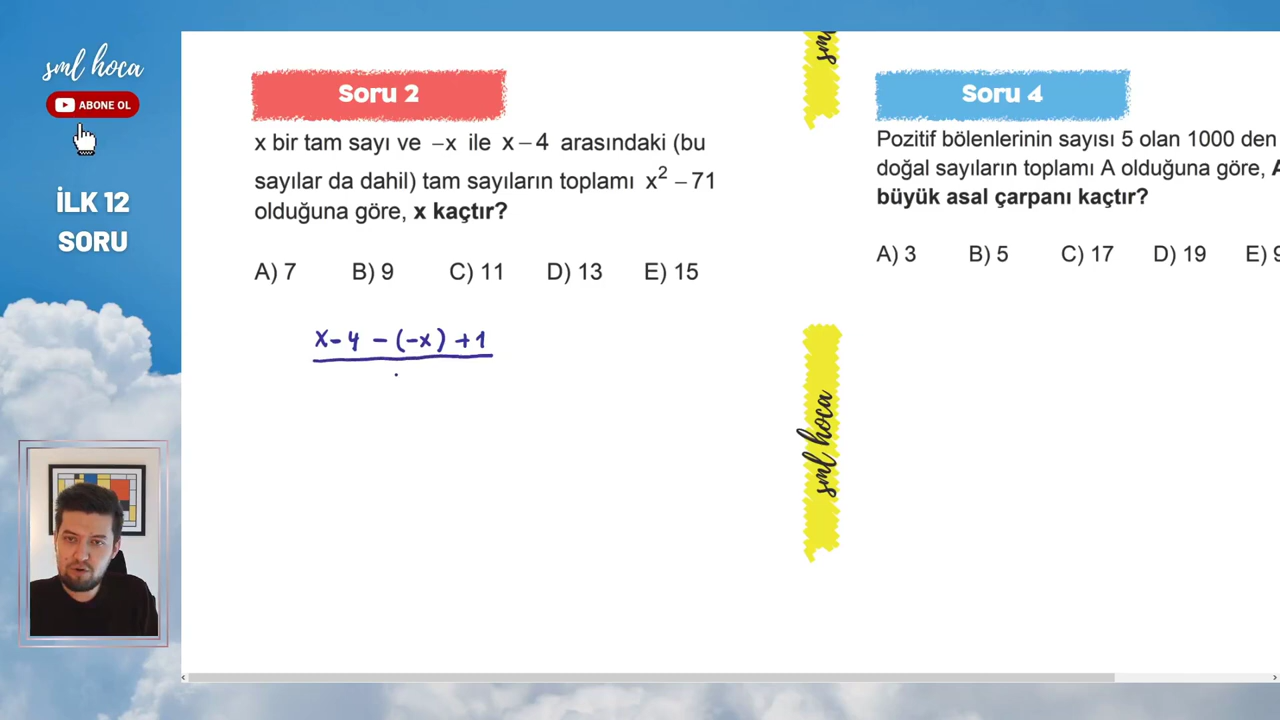 sml hoca
ABONE OL
İLK 12
SORU
Soru 2
x bir tam sayı ve −x ile x − 4 arasındaki (bu
sayılar da dahil) tam sayıların toplamı x² − 71
olduğuna göre, x kaçtır?
A) 7 B) 9 C) 11 D) 13 E) 15
x - 4 - (-x) + 1
sml
sml hoca
Soru 4
Pozitif bölenlerinin sayısı 5 olan 1000 den
doğal sayıların toplamı A olduğuna göre, A
büyük asal çarpanı kaçtır?
A) 3 B) 5 C) 17 D) 19 E) 9